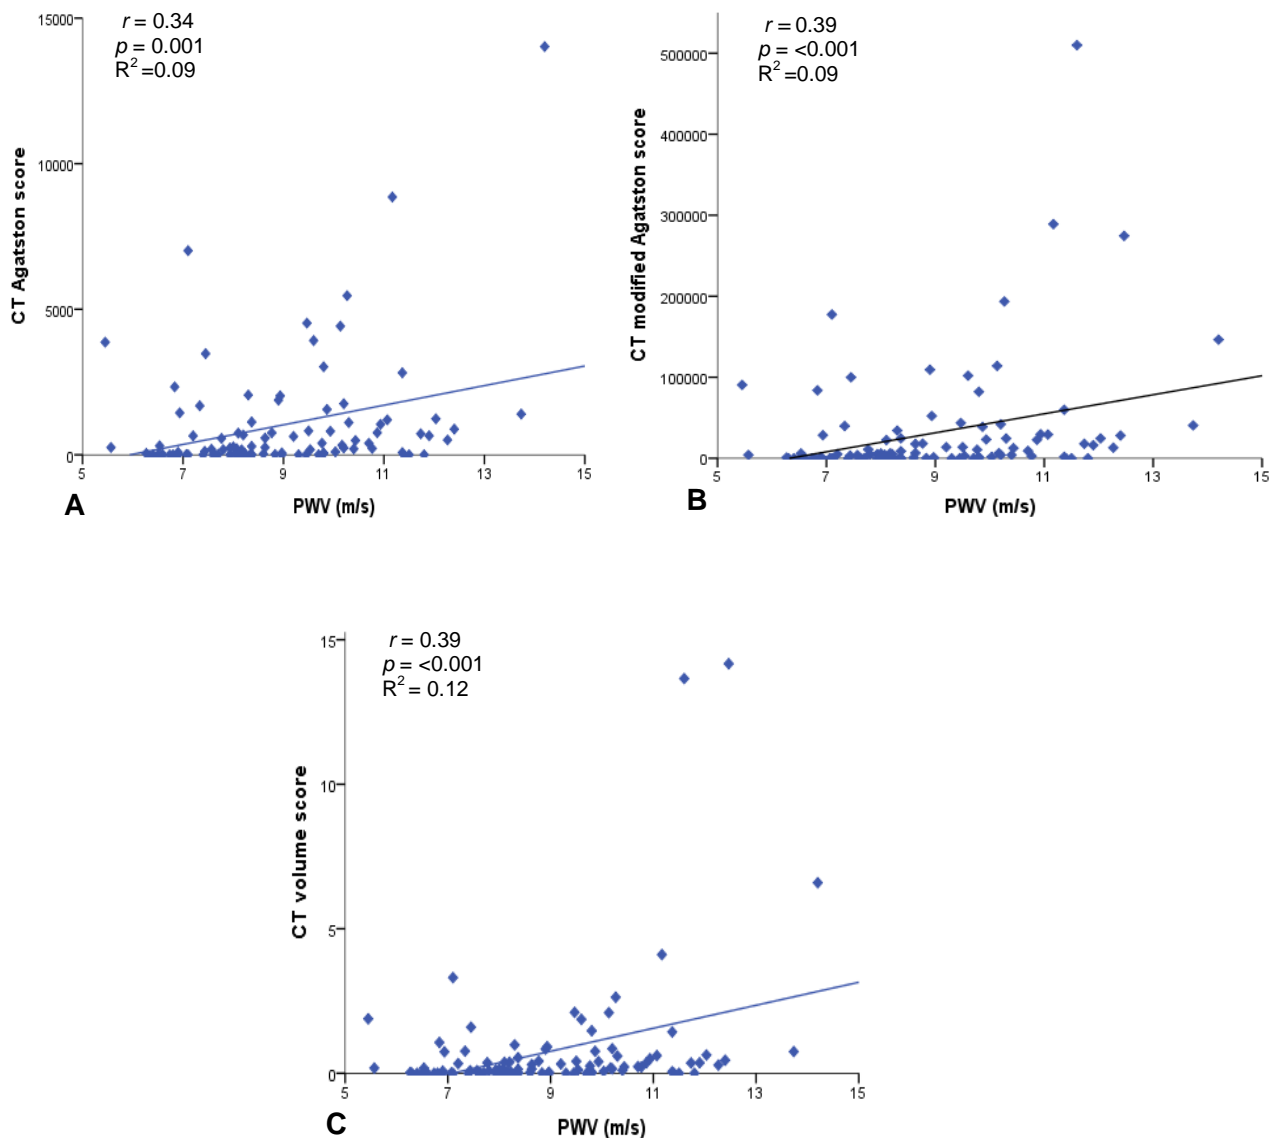 r = 0.34
p = 0.001
R² =0.09
15000
10000
5000
0
CT Agatston score
5 7 9 11 13 15
PWV (m/s)
A
r = 0.39
p = <0.001
R² =0.09
500000
400000
300000
200000
100000
0
CT modified Agatston score
5 7 9 11 13 15
PWV (m/s)
B
r = 0.39
p = <0.001
R² = 0.12
15
10
5
0
CT volume score
5 7 9 11 13 15
PWV (m/s)
C